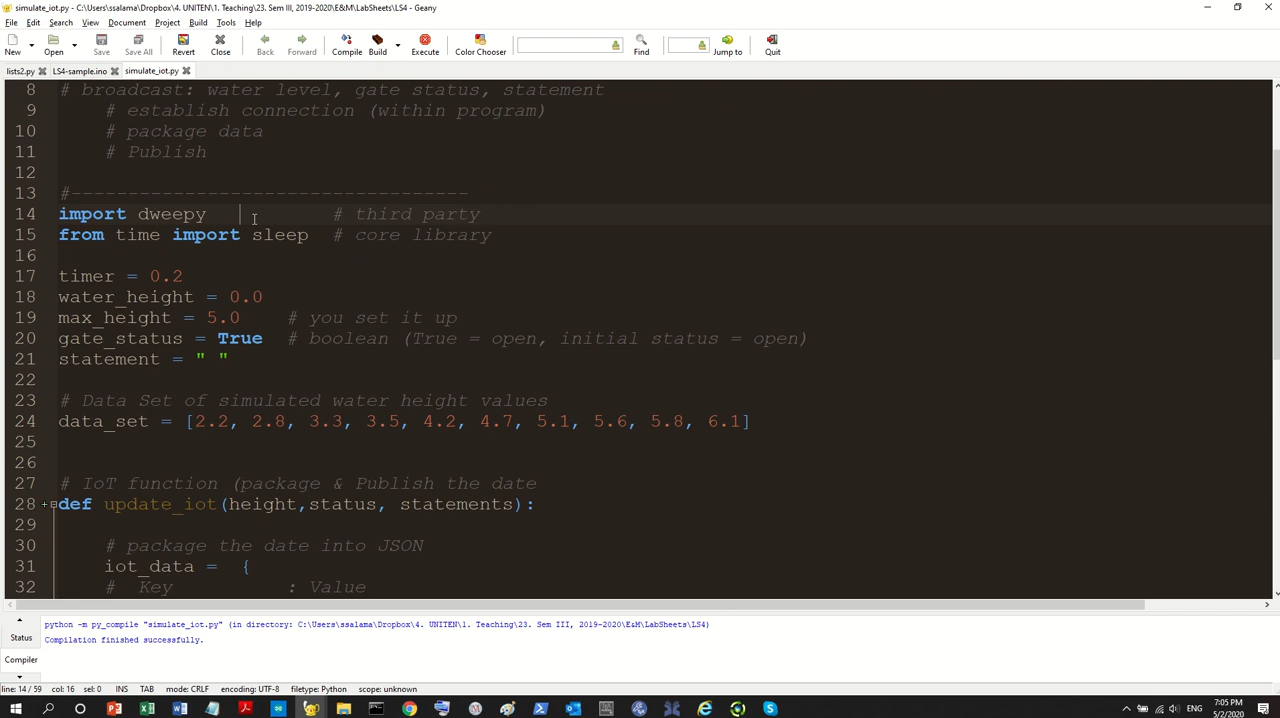 simulate_iot.py - C:\Users\ssalama\Dropbox\4. UNITEN\1. Teaching\23. Sem III, 2019-2020\E&M\LabSheets\LS4 - Geany
File Edit Search View Document Project Build Tools Help
New Open Save Save All Revert Close Back Forward Compile Build Execute Color Chooser Find Jump to Quit
lists2.py LS4-sample.ino simulate_iot.py
8 # broadcast: water level, gate status, statement
9 # establish connection (within program)
10 # package data
11 # Publish
12
13 #-----------------------------------
14 import dweepy # third party
15 from time import sleep # core library
16
17 timer = 0.2
18 water_height = 0.0
19 max_height = 5.0 # you set it up
20 gate_status = True # boolean (True = open, initial status = open)
21 statement = " "
22
23 # Data Set of simulated water height values
24 data_set = [2.2, 2.8, 3.3, 3.5, 4.2, 4.7, 5.1, 5.6, 5.8, 6.1]
25
26
27 # IoT function (package & Publish the date
28 def update_iot(height,status, statements):
29
30 # package the date into JSON
31 iot_data = {
32 # Key : Value
Status
Compiler
python -m py_compile "simulate_iot.py" (in directory: C:\Users\ssalama\Dropbox\4. UNITEN\1. Teaching\23. Sem III, 2019-2020\E&M\LabSheets\LS4)
Compilation finished successfully.
line: 14 / 59 col: 16 sel: 0 INS TAB mode: CRLF encoding: UTF-8 filetype: Python scope: unknown
ENG
7:05 PM
5/2/2020